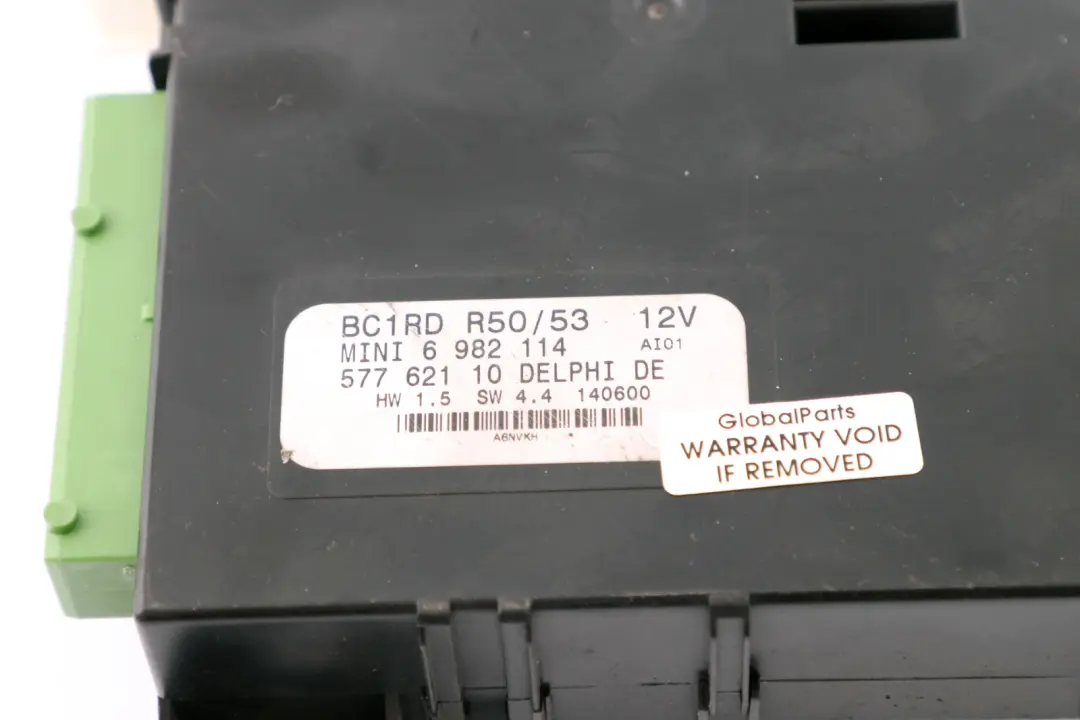 BC1RD R50/53 12V
MINI 6 982 114 AI01
577 621 10 DELPHI DE
HW 1.5 SW 4.4 140600
A6NVKH
GlobalParts
WARRANTY VOID
IF REMOVED